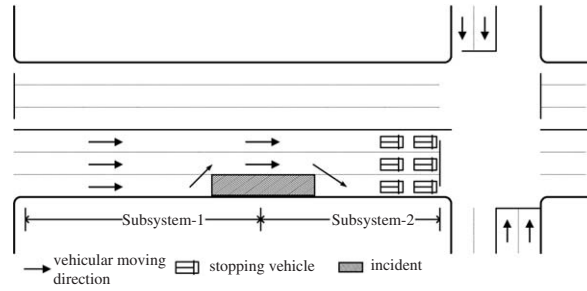 Subsystem-1 Subsystem-2
vehicular moving direction stopping vehicle incident